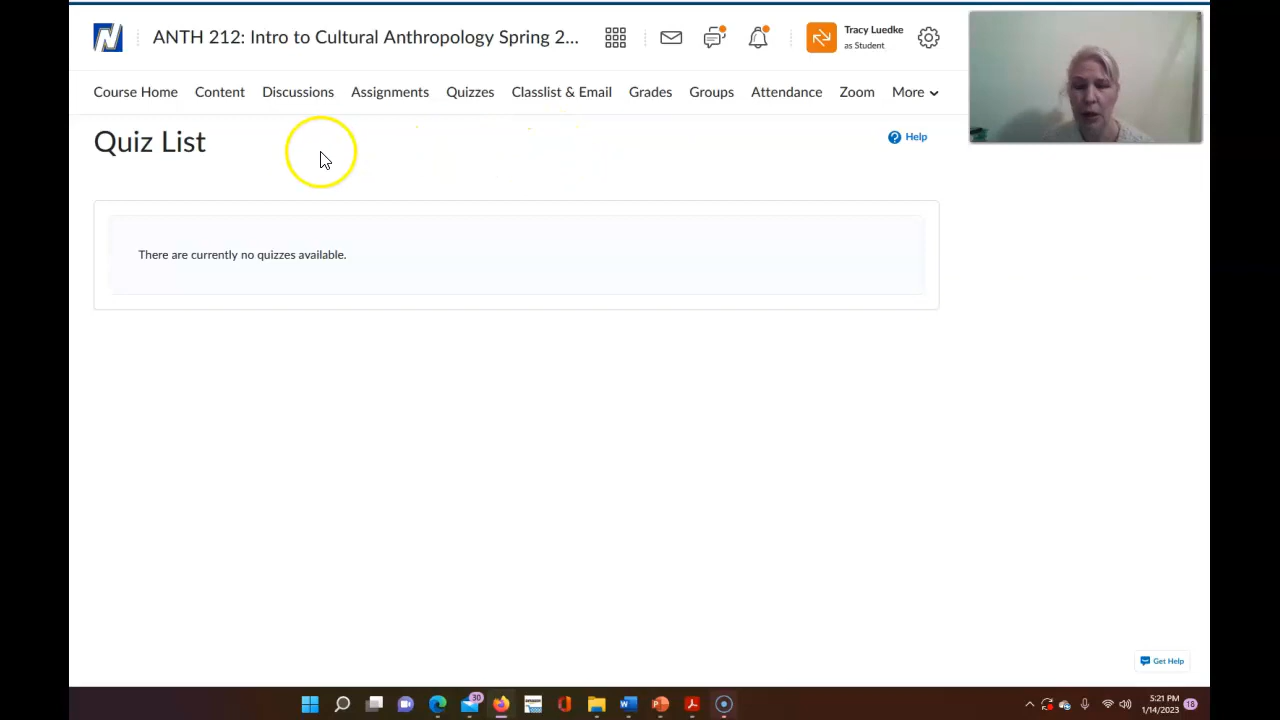 ANTH 212: Intro to Cultural Anthropology Spring 2...
Tracy Luedke
as Student
Course Home Content Discussions Assignments Quizzes Classlist & Email Grades Groups Attendance Zoom More
Quiz List
Help
There are currently no quizzes available.
Get Help
30
5:21 PM
1/14/2023
18